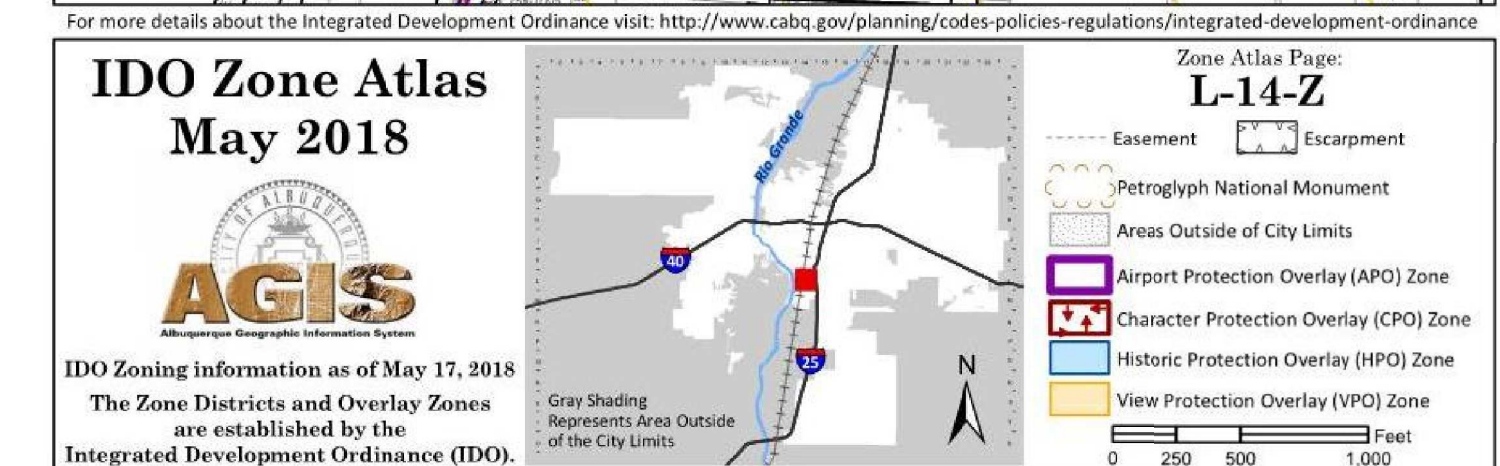 For more details about the Integrated Development Ordinance visit: http://www.cabq.gov/planning/codes-policies-regulations/integrated-development-ordinance
IDO Zone Atlas
May 2018
CITY OF ALBUQUERQUE
AGIS
Albuquerque Geographic Information System
IDO Zoning information as of May 17, 2018
The Zone Districts and Overlay Zones
are established by the
Integrated Development Ordinance (IDO).
Rio Grande
40
25
Gray Shading
Represents Area Outside
of the City Limits
N
Zone Atlas Page:
L-14-Z
Easement
Escarpment
Petroglyph National Monument
Areas Outside of City Limits
Airport Protection Overlay (APO) Zone
Character Protection Overlay (CPO) Zone
Historic Protection Overlay (HPO) Zone
View Protection Overlay (VPO) Zone
Feet
0 250 500 1,000